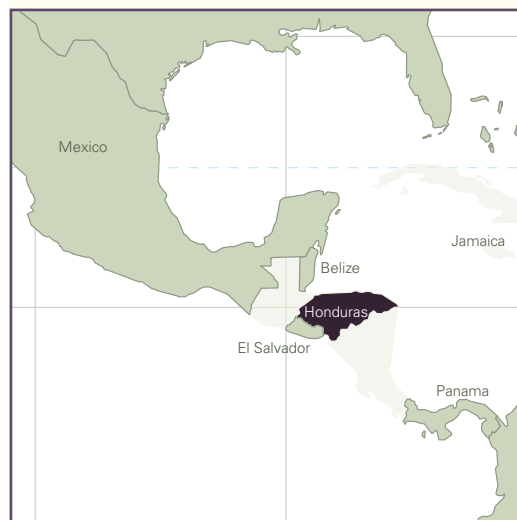 Mexico
Jamaica
Belize
Honduras
El Salvador
Panama